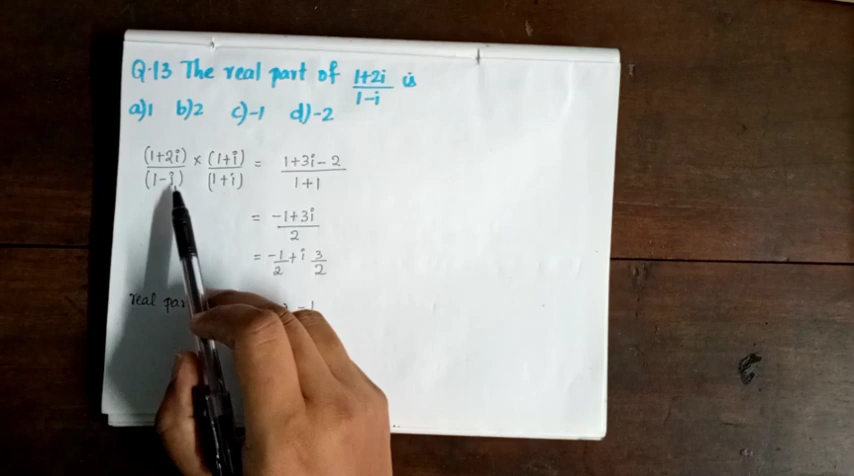 Q.13 The real part of (1+2i)/(1-i) is
a) 1 b) 2 c) -1 d) -2
(1+2i)/(1-i) × (1+i)/(1+i) = (1+3i-2)/(1+1)
= (-1+3i)/2
= -1/2 + i 3/2
real